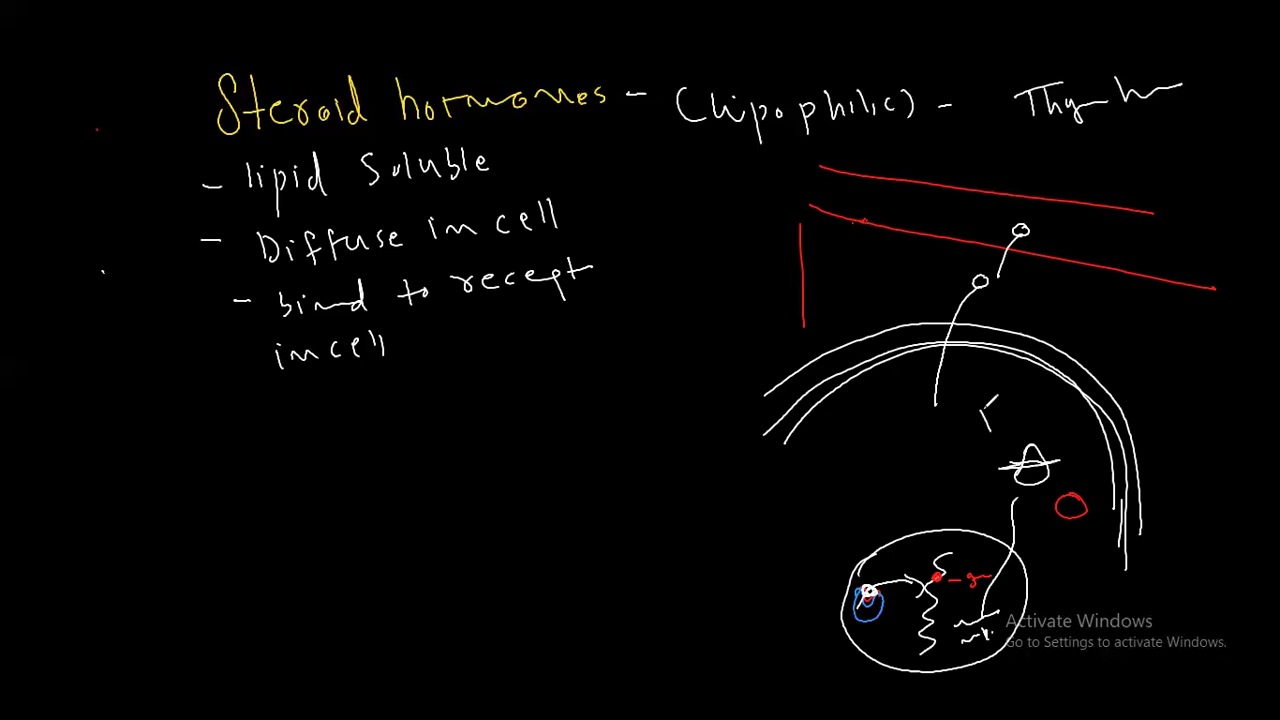 Steroid hormones - (Lipophilic) -
- lipid Soluble
- Diffuse in cell
- bind to recept
in cell
Activate Windows
Go to Settings to activate Windows.